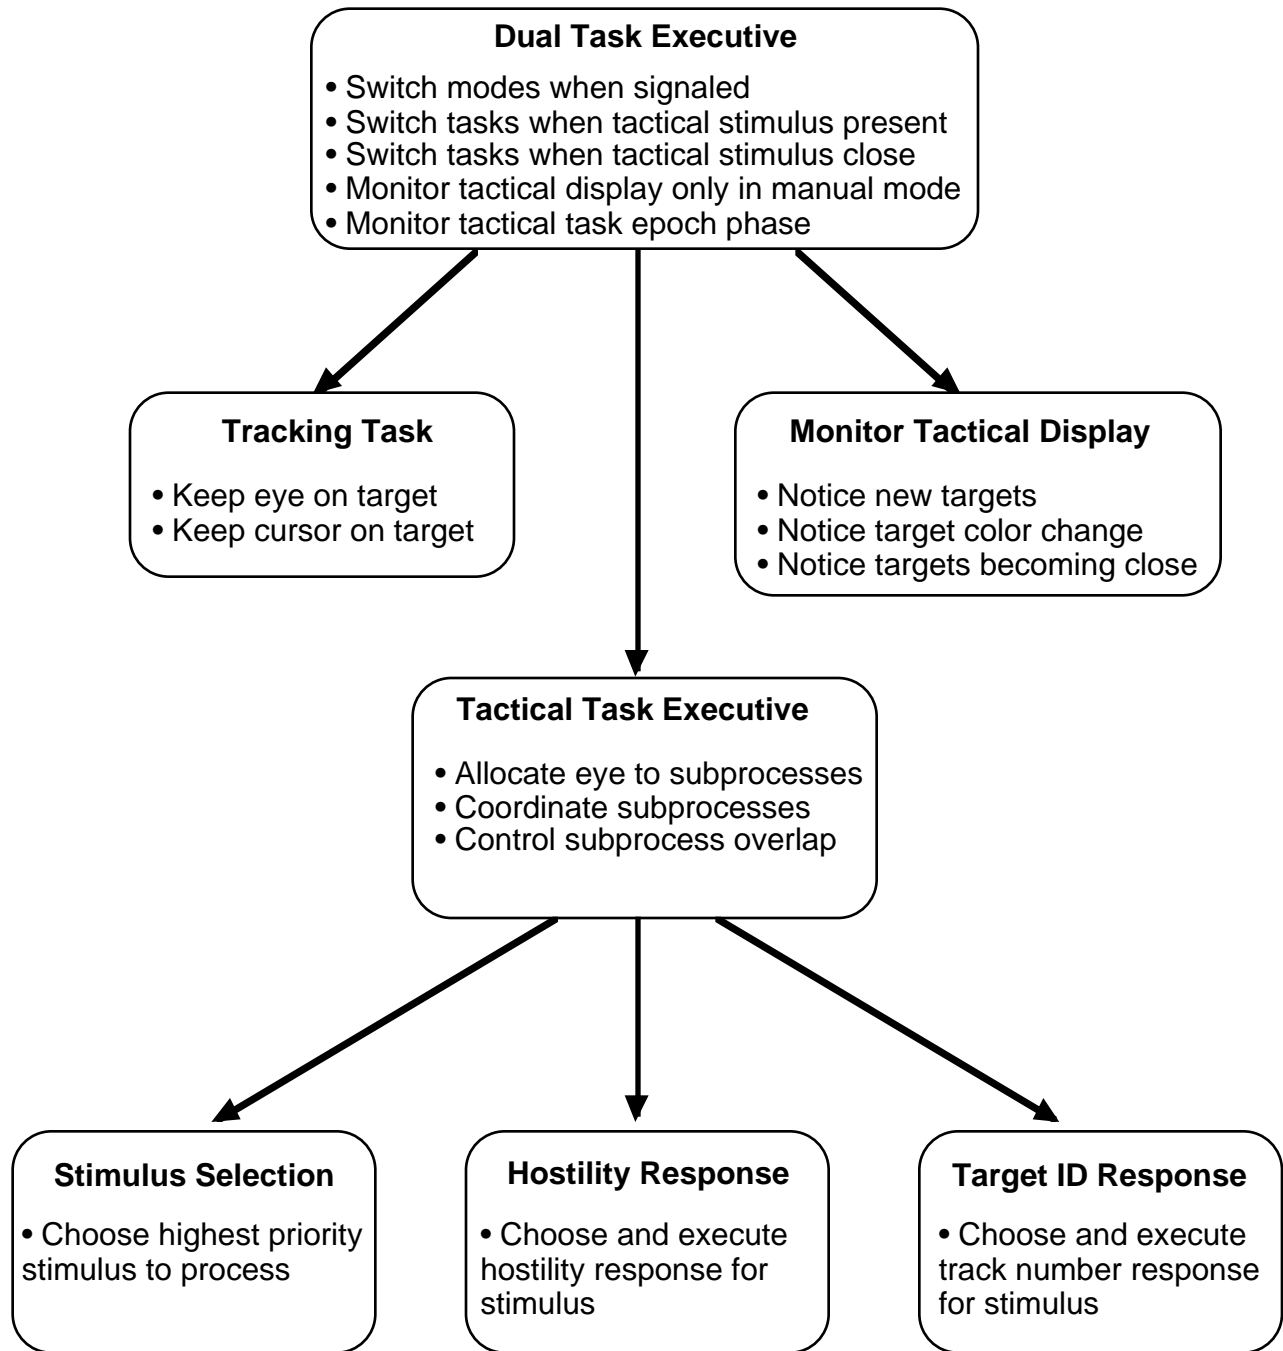 Dual Task Executive
• Switch modes when signaled
• Switch tasks when tactical stimulus present
• Switch tasks when tactical stimulus close
• Monitor tactical display only in manual mode
• Monitor tactical task epoch phase
Tracking Task
• Keep eye on target
• Keep cursor on target
Monitor Tactical Display
• Notice new targets
• Notice target color change
• Notice targets becoming close
Tactical Task Executive
• Allocate eye to subprocesses
• Coordinate subprocesses
• Control subprocess overlap
Stimulus Selection
• Choose highest priority
stimulus to process
Hostility Response
• Choose and execute
hostility response for
stimulus
Target ID Response
• Choose and execute
track number response
for stimulus